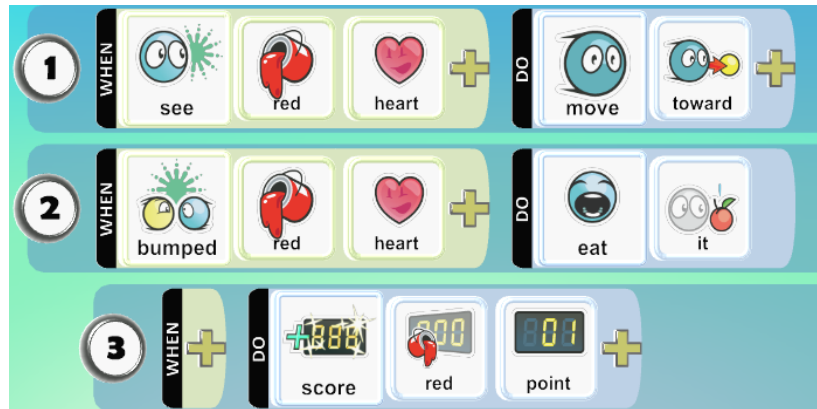 1 WHEN see red heart DO move toward
2 WHEN bumped red heart DO eat it
3 WHEN DO score red point